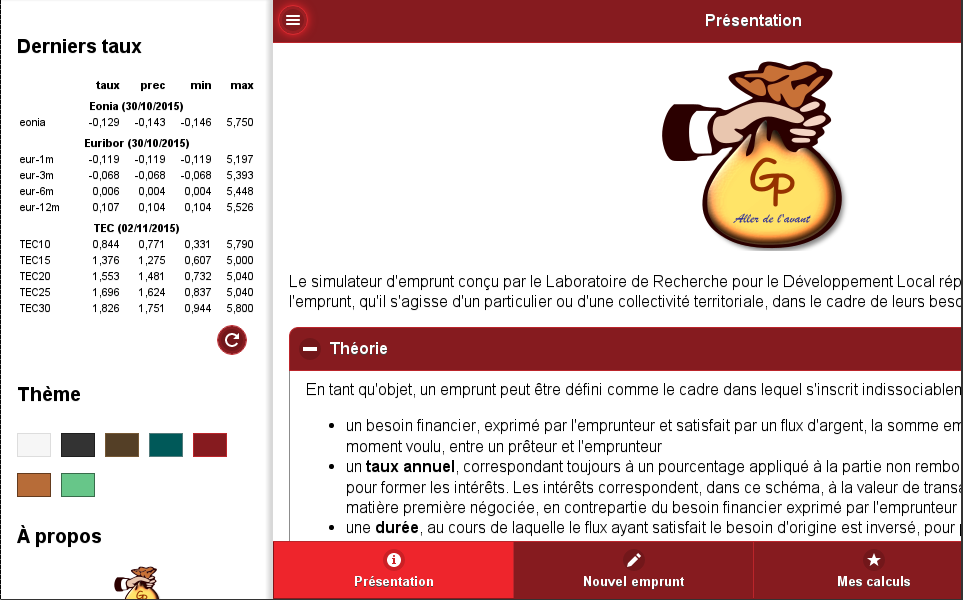 Derniers taux
taux prec min max
Eonia (30/10/2015)
eonia -0,129 -0,143 -0,146 5,750
Euribor (30/10/2015)
eur-1m -0,119 -0,119 -0,119 5,197
eur-3m -0,068 -0,068 -0,068 5,393
eur-6m 0,006 0,004 0,004 5,448
eur-12m 0,107 0,104 0,104 5,526
TEC (02/11/2015)
TEC10 0,844 0,771 0,331 5,790
TEC15 1,376 1,275 0,607 5,000
TEC20 1,553 1,481 0,732 5,040
TEC25 1,696 1,624 0,837 5,040
TEC30 1,826 1,751 0,944 5,800
Thème
À propos
GP
Présentation
GP
Aller de l'avant
Le simulateur d'emprunt conçu par le Laboratoire de Recherche pour le Développement Local rép
l'emprunt, qu'il s'agisse d'un particulier ou d'une collectivité territoriale, dans le cadre de leurs beso
Théorie
En tant qu'objet, un emprunt peut être défini comme le cadre dans lequel s'inscrit indissociablen
un besoin financier, exprimé par l'emprunteur et satisfait par un flux d'argent, la somme em
moment voulu, entre un prêteur et l'emprunteur
un taux annuel, correspondant toujours à un pourcentage appliqué à la partie non rembo
pour former les intérêts. Les intérêts correspondent, dans ce schéma, à la valeur de transa
matière première négociée, en contrepartie du besoin financier exprimé par l'emprunteur
une durée, au cours de laquelle le flux ayant satisfait le besoin d'origine est inversé, pour
Présentation
Nouvel emprunt
Mes calculs